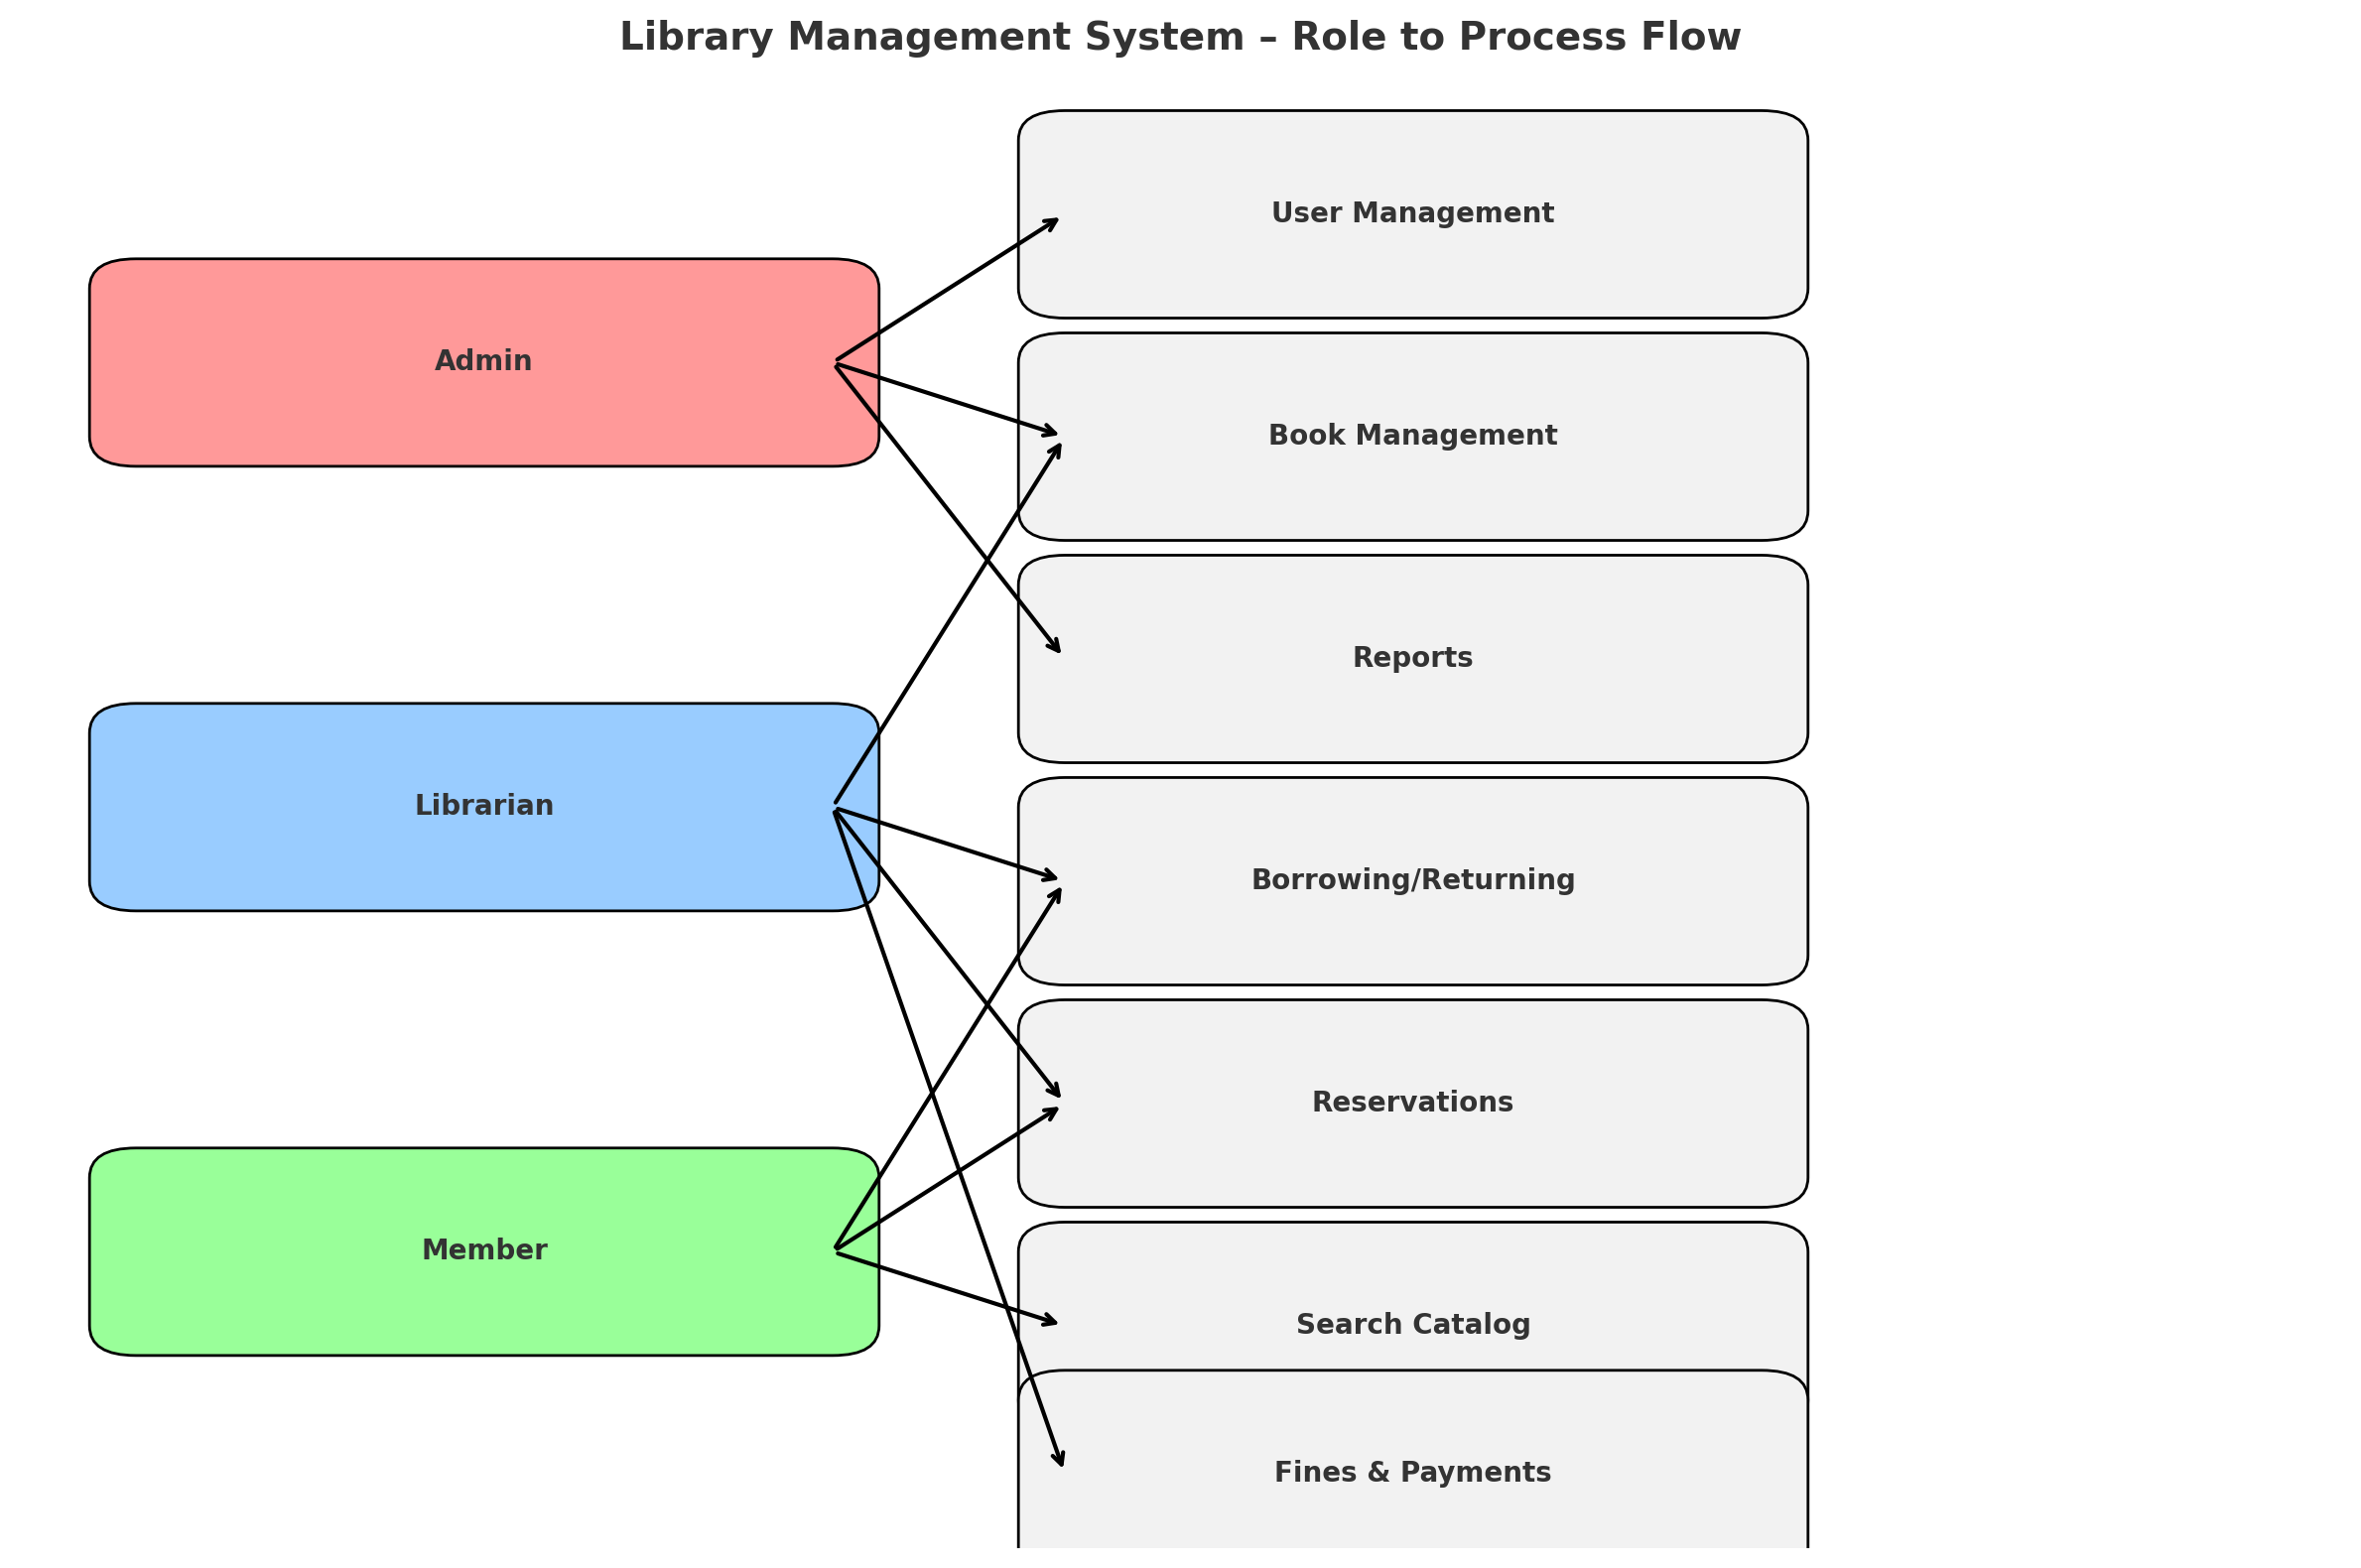 Library Management System – Role to Process Flow
User Management
Admin
Book Management
Reports
Librarian
Borrowing/Returning
Reservations
Member
Search Catalog
Fines & Payments